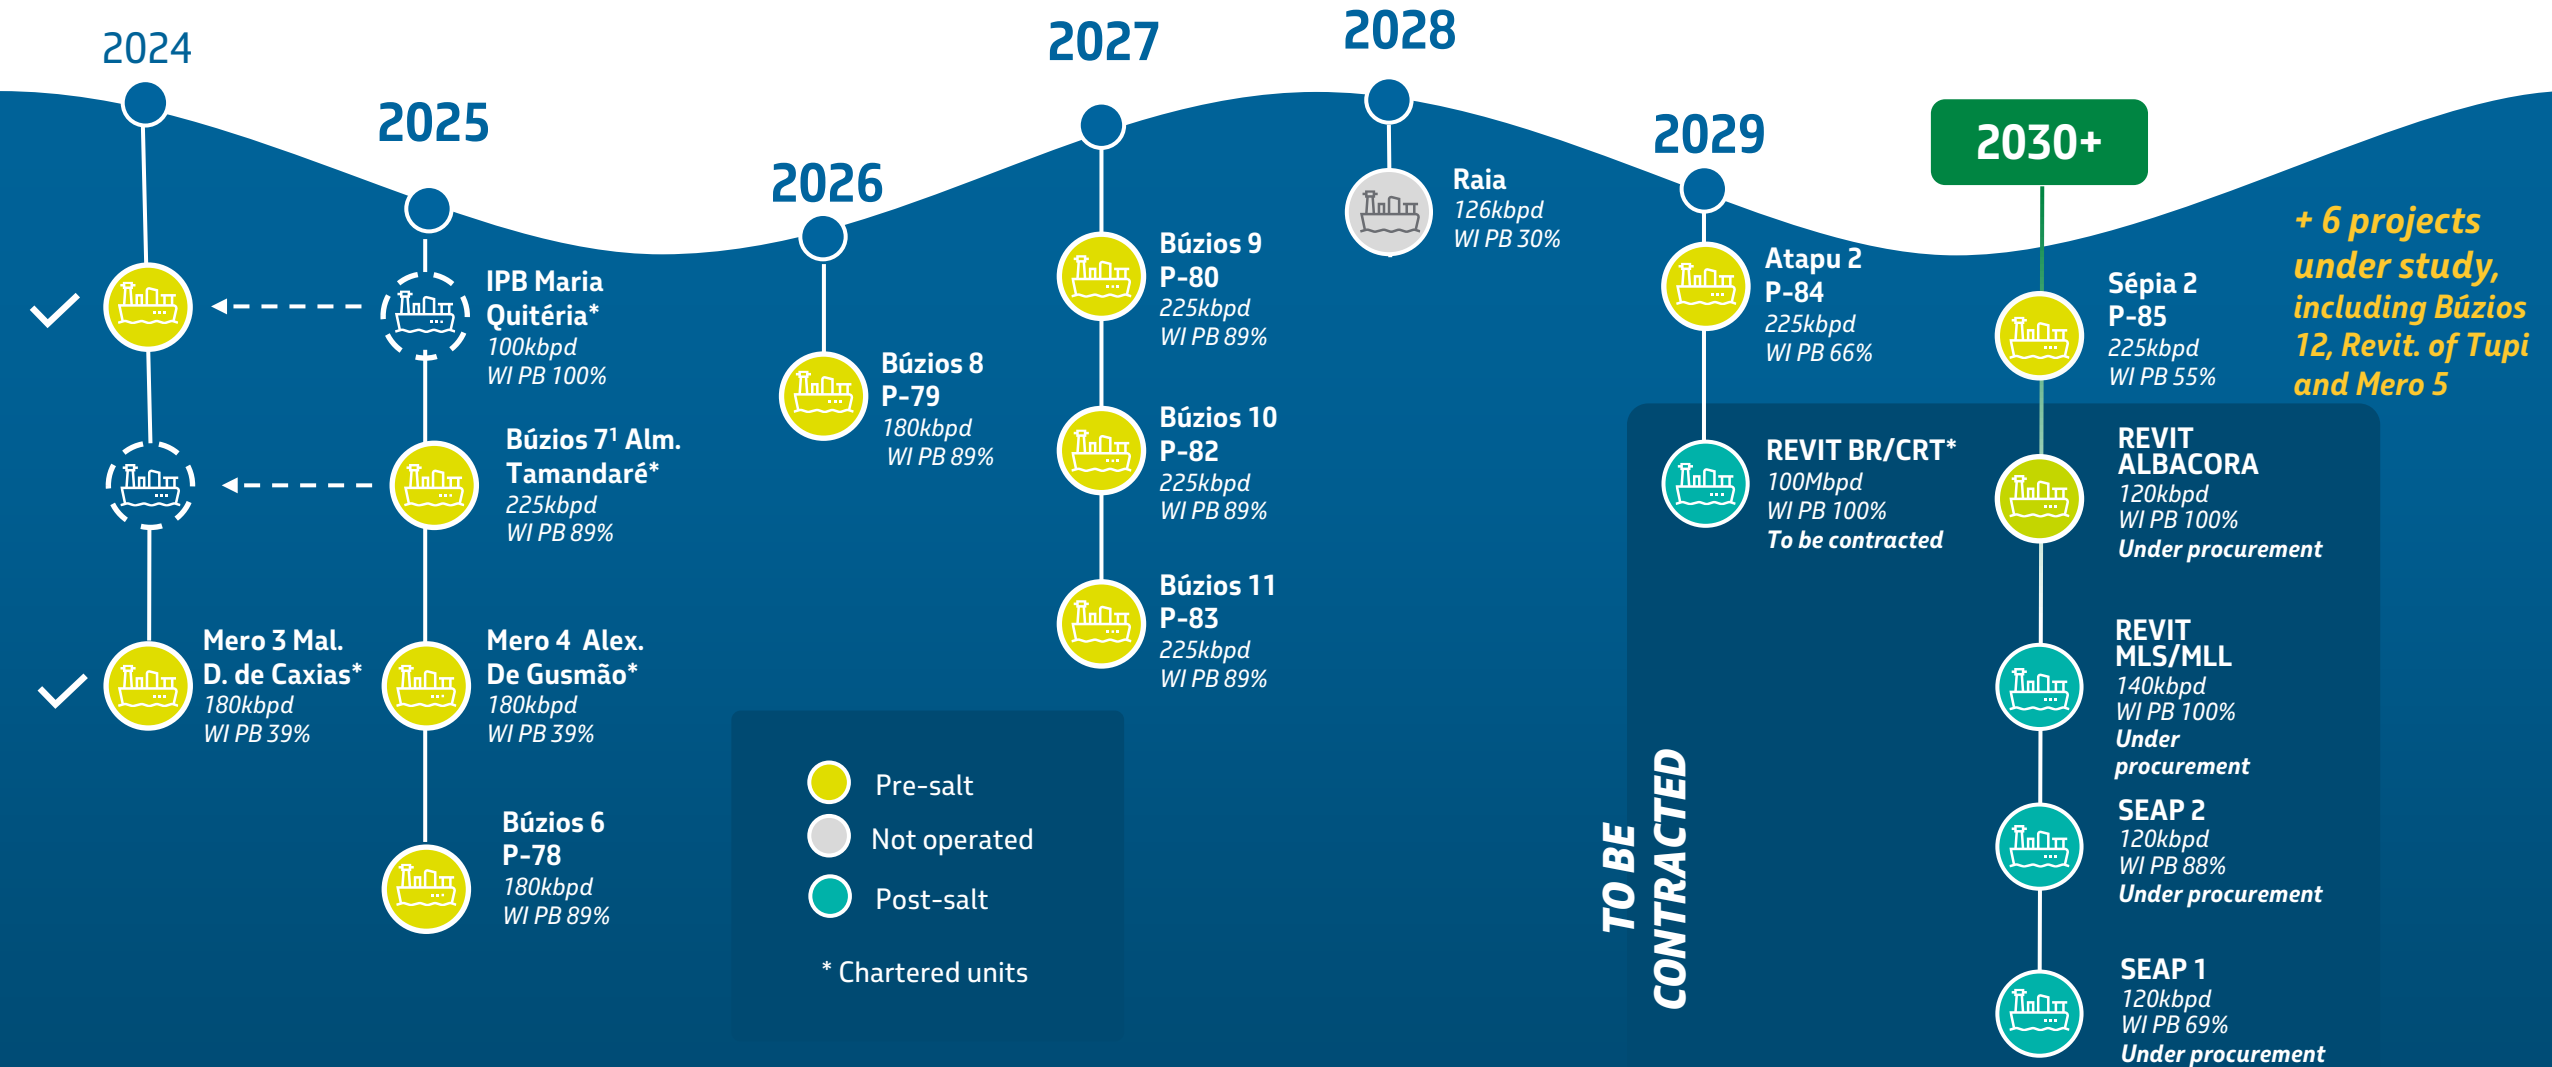 2024
2025
2026
2027
2028
2029
2030+
Mero 3 Mal.
D. de Caxias*
180kbpd
WI PB 39%
IPB Maria
Quitéria*
100kbpd
WI PB 100%
Búzios 7¹ Alm.
Tamandaré*
225kbpd
WI PB 89%
Mero 4 Alex.
De Gusmão*
180kbpd
WI PB 39%
Búzios 6
P-78
180kbpd
WI PB 89%
Búzios 8
P-79
180kbpd
WI PB 89%
Búzios 9
P-80
225kbpd
WI PB 89%
Búzios 10
P-82
225kbpd
WI PB 89%
Búzios 11
P-83
225kbpd
WI PB 89%
Raia
126kbpd
WI PB 30%
Atapu 2
P-84
225kbpd
WI PB 66%
REVIT BR/CRT*
100Mbpd
WI PB 100%
To be contracted
Sépia 2
P-85
225kbpd
WI PB 55%
REVIT
ALBACORA
120kbpd
WI PB 100%
Under procurement
REVIT
MLS/MLL
140kbpd
WI PB 100%
Under
procurement
SEAP 2
120kbpd
WI PB 88%
Under procurement
SEAP 1
120kbpd
WI PB 69%
Under procurement
+ 6 projects
under study,
including Búzios
12, Revit. of Tupi
and Mero 5
TO BE
CONTRACTED
Pre-salt
Not operated
Post-salt
* Chartered units